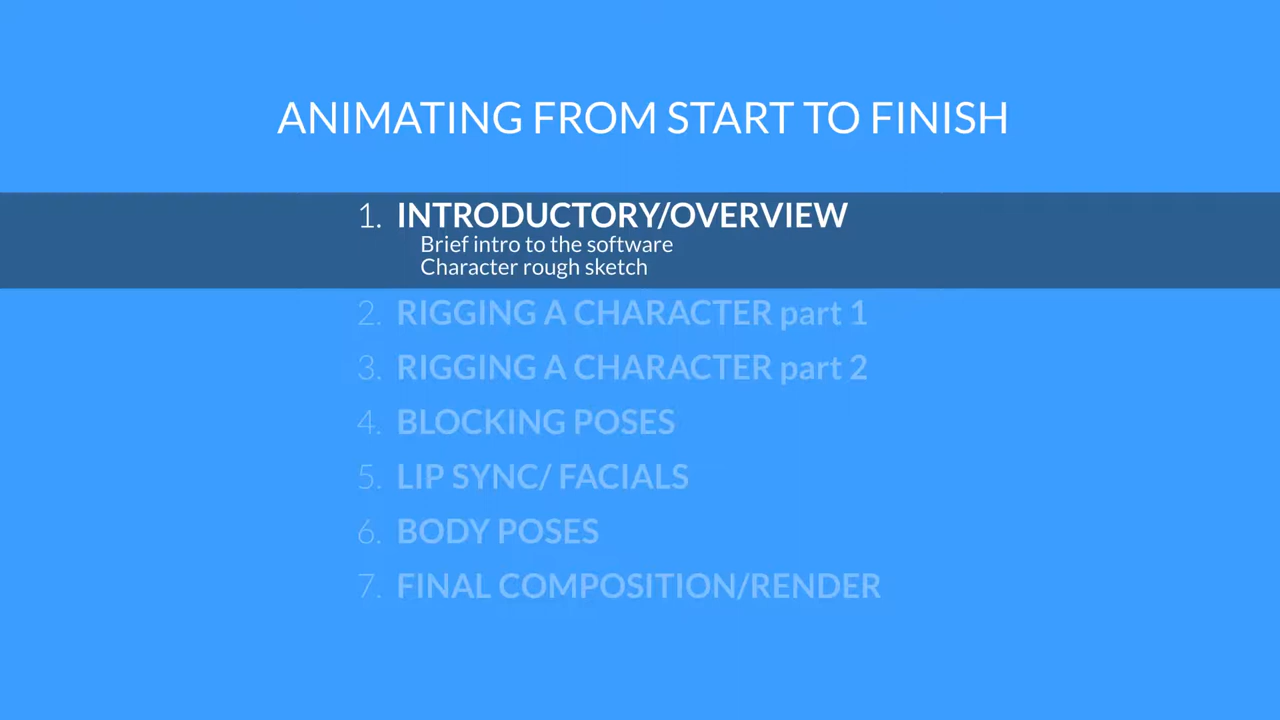 ANIMATING FROM START TO FINISH
1. INTRODUCTORY/OVERVIEW
Brief intro to the software
Character rough sketch
2. RIGGING A CHARACTER part 1
3. RIGGING A CHARACTER part 2
4. BLOCKING POSES
5. LIP SYNC/ FACIALS
6. BODY POSES
7. FINAL COMPOSITION/RENDER